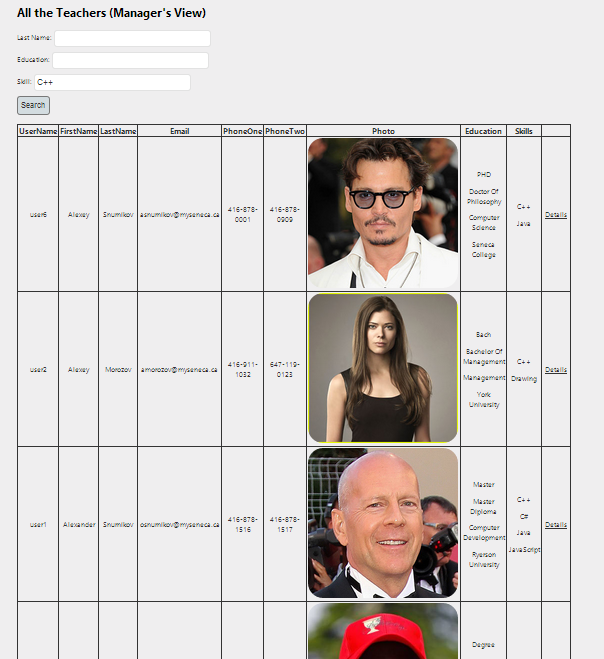 All the Teachers (Manager's View)
Last Name:
Education:
Skill: C++
Search
UserName FirstName LastName Email PhoneOne PhoneTwo Photo Education Skills
user6 Alexey Snumikov asnumikov@myseneca.ca 416-878-0001 416-878-0909
PHD
Doctor Of
Philosophy
Computer
Science
Seneca
College
C++
Java
Details
user2 Alexey Morozov amorozov@myseneca.ca 416-911-1032 647-119-0123
Bach
Bachelor Of
Management
Management
York
University
C++
Drawing
Details
user1 Alexander Snumikov osnumikov@myseneca.ca 416-878-1516 416-878-1517
Master
Master
Diploma
Computer
Development
Ryerson
University
C++
C#
Java
JavaScript
Details
Degree